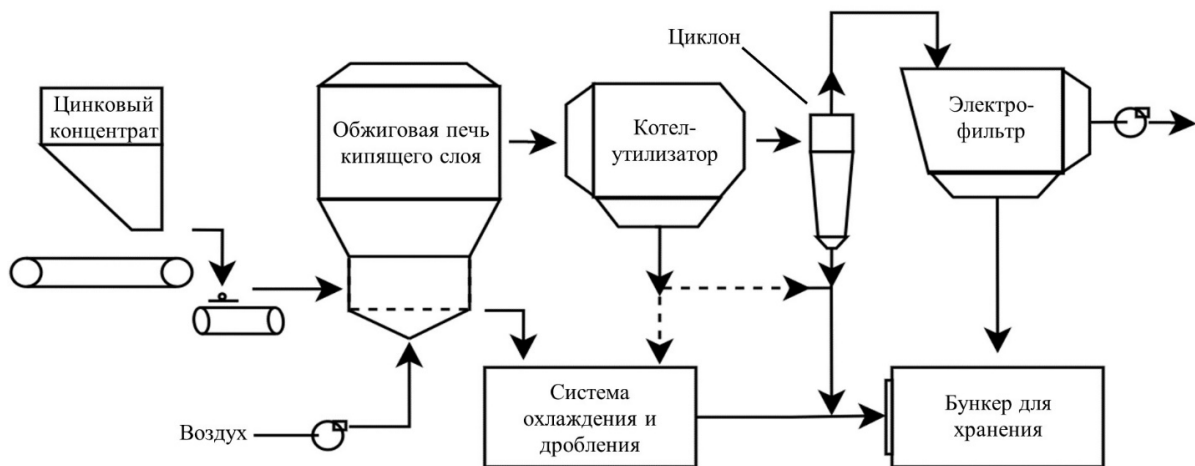 Циклон
Цинковый
концентрат
Обжиговая печь
кипящего слоя
Котел-
утилизатор
Электро-
фильтр
Воздух
Система
охлаждения и
дробления
Бункер для
хранения